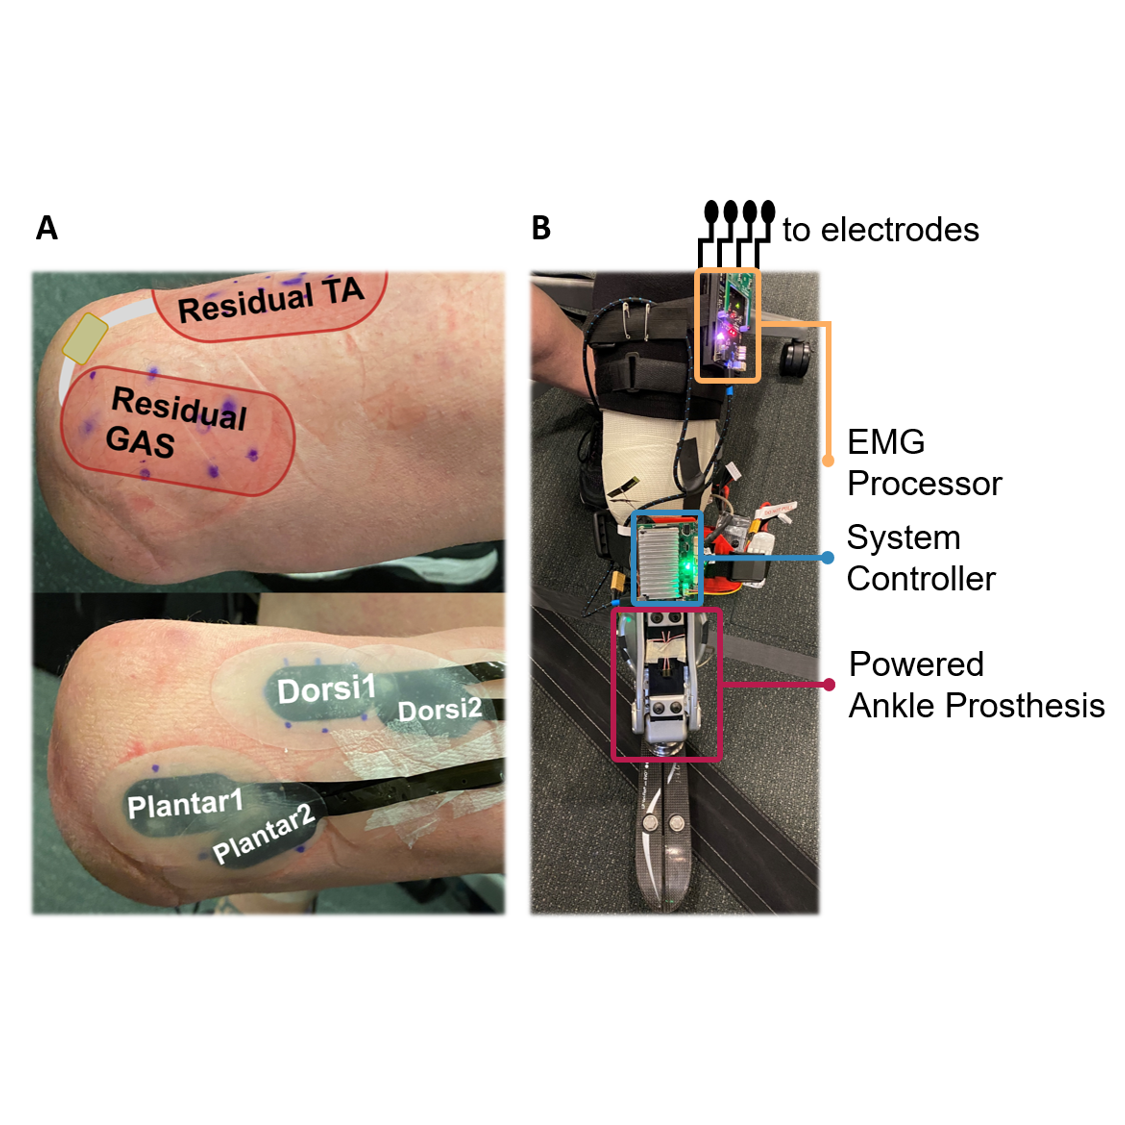 A
Residual TA
Residual
GAS
Dorsi1
Dorsi2
Plantar1
Plantar2
B
to electrodes
EMG
Processor
System
Controller
Powered
Ankle Prosthesis